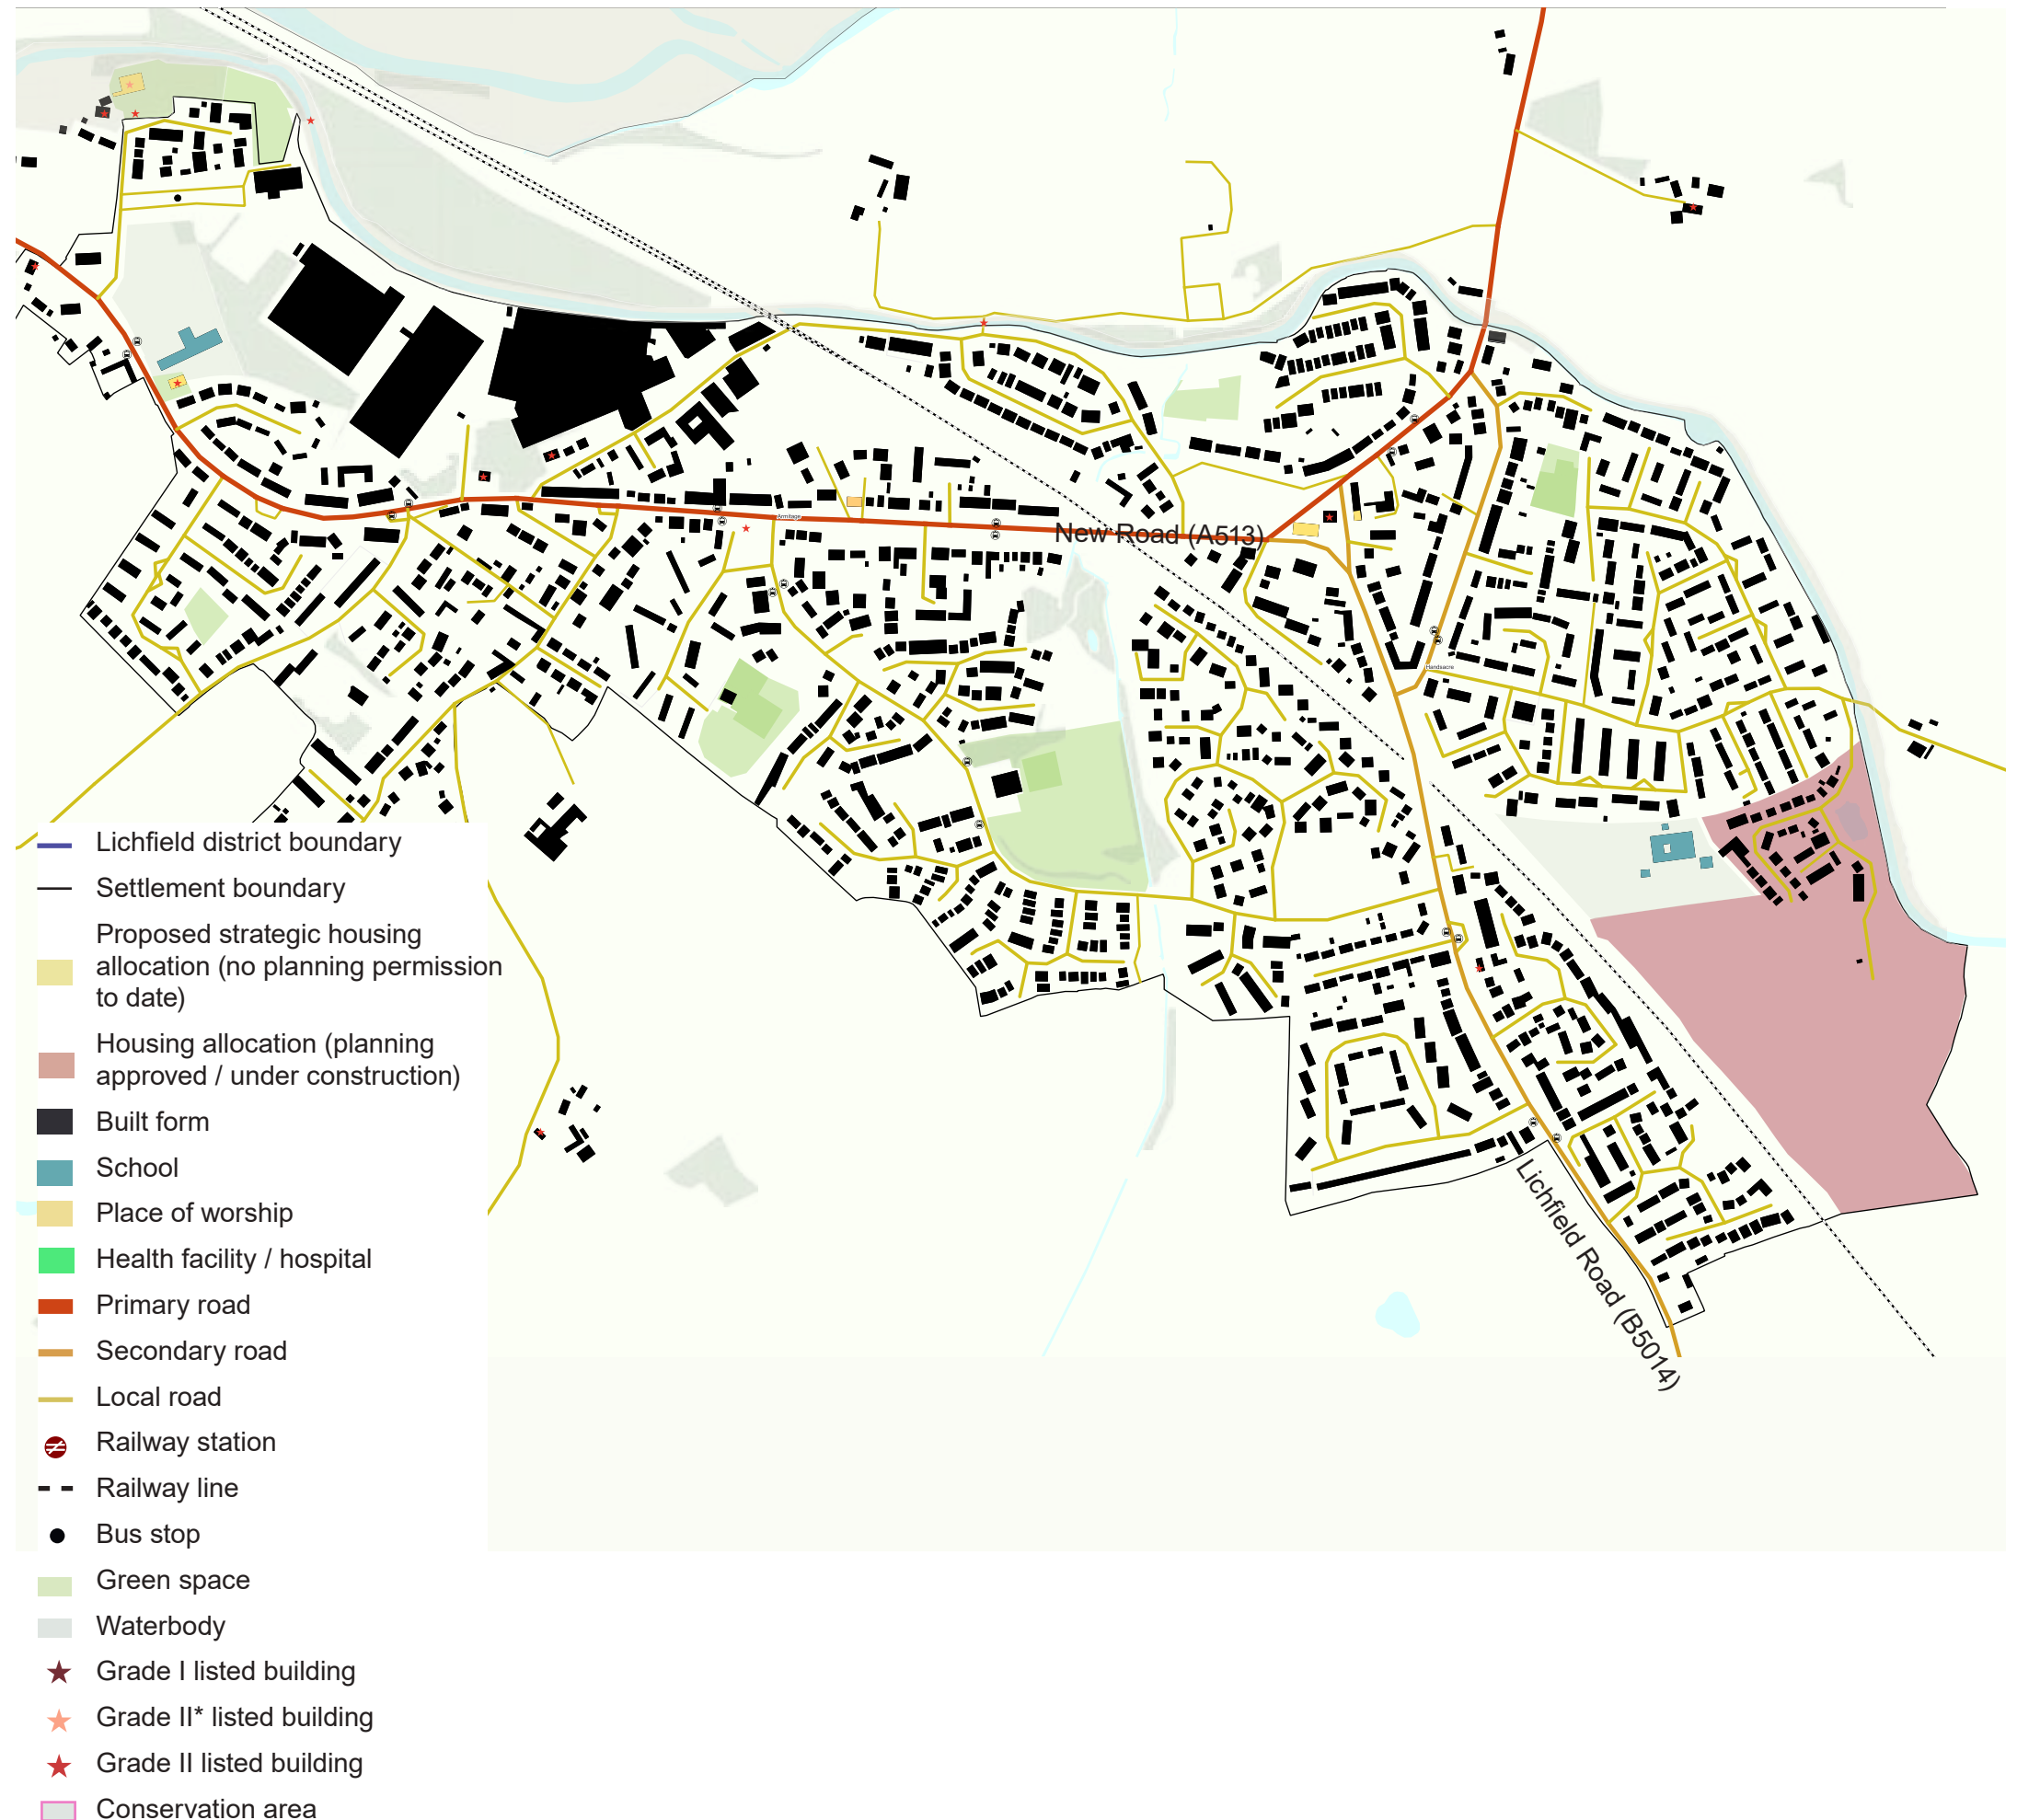 Armitage
New Road (A513)
Handsacre
Lichfield Road (B5014)
Lichfield district boundary
Settlement boundary
Proposed strategic housing
allocation (no planning permission
to date)
Housing allocation (planning
approved / under construction)
Built form
School
Place of worship
Health facility / hospital
Primary road
Secondary road
Local road
Railway station
Railway line
Bus stop
Green space
Waterbody
Grade I listed building
Grade II* listed building
Grade II listed building
Conservation area